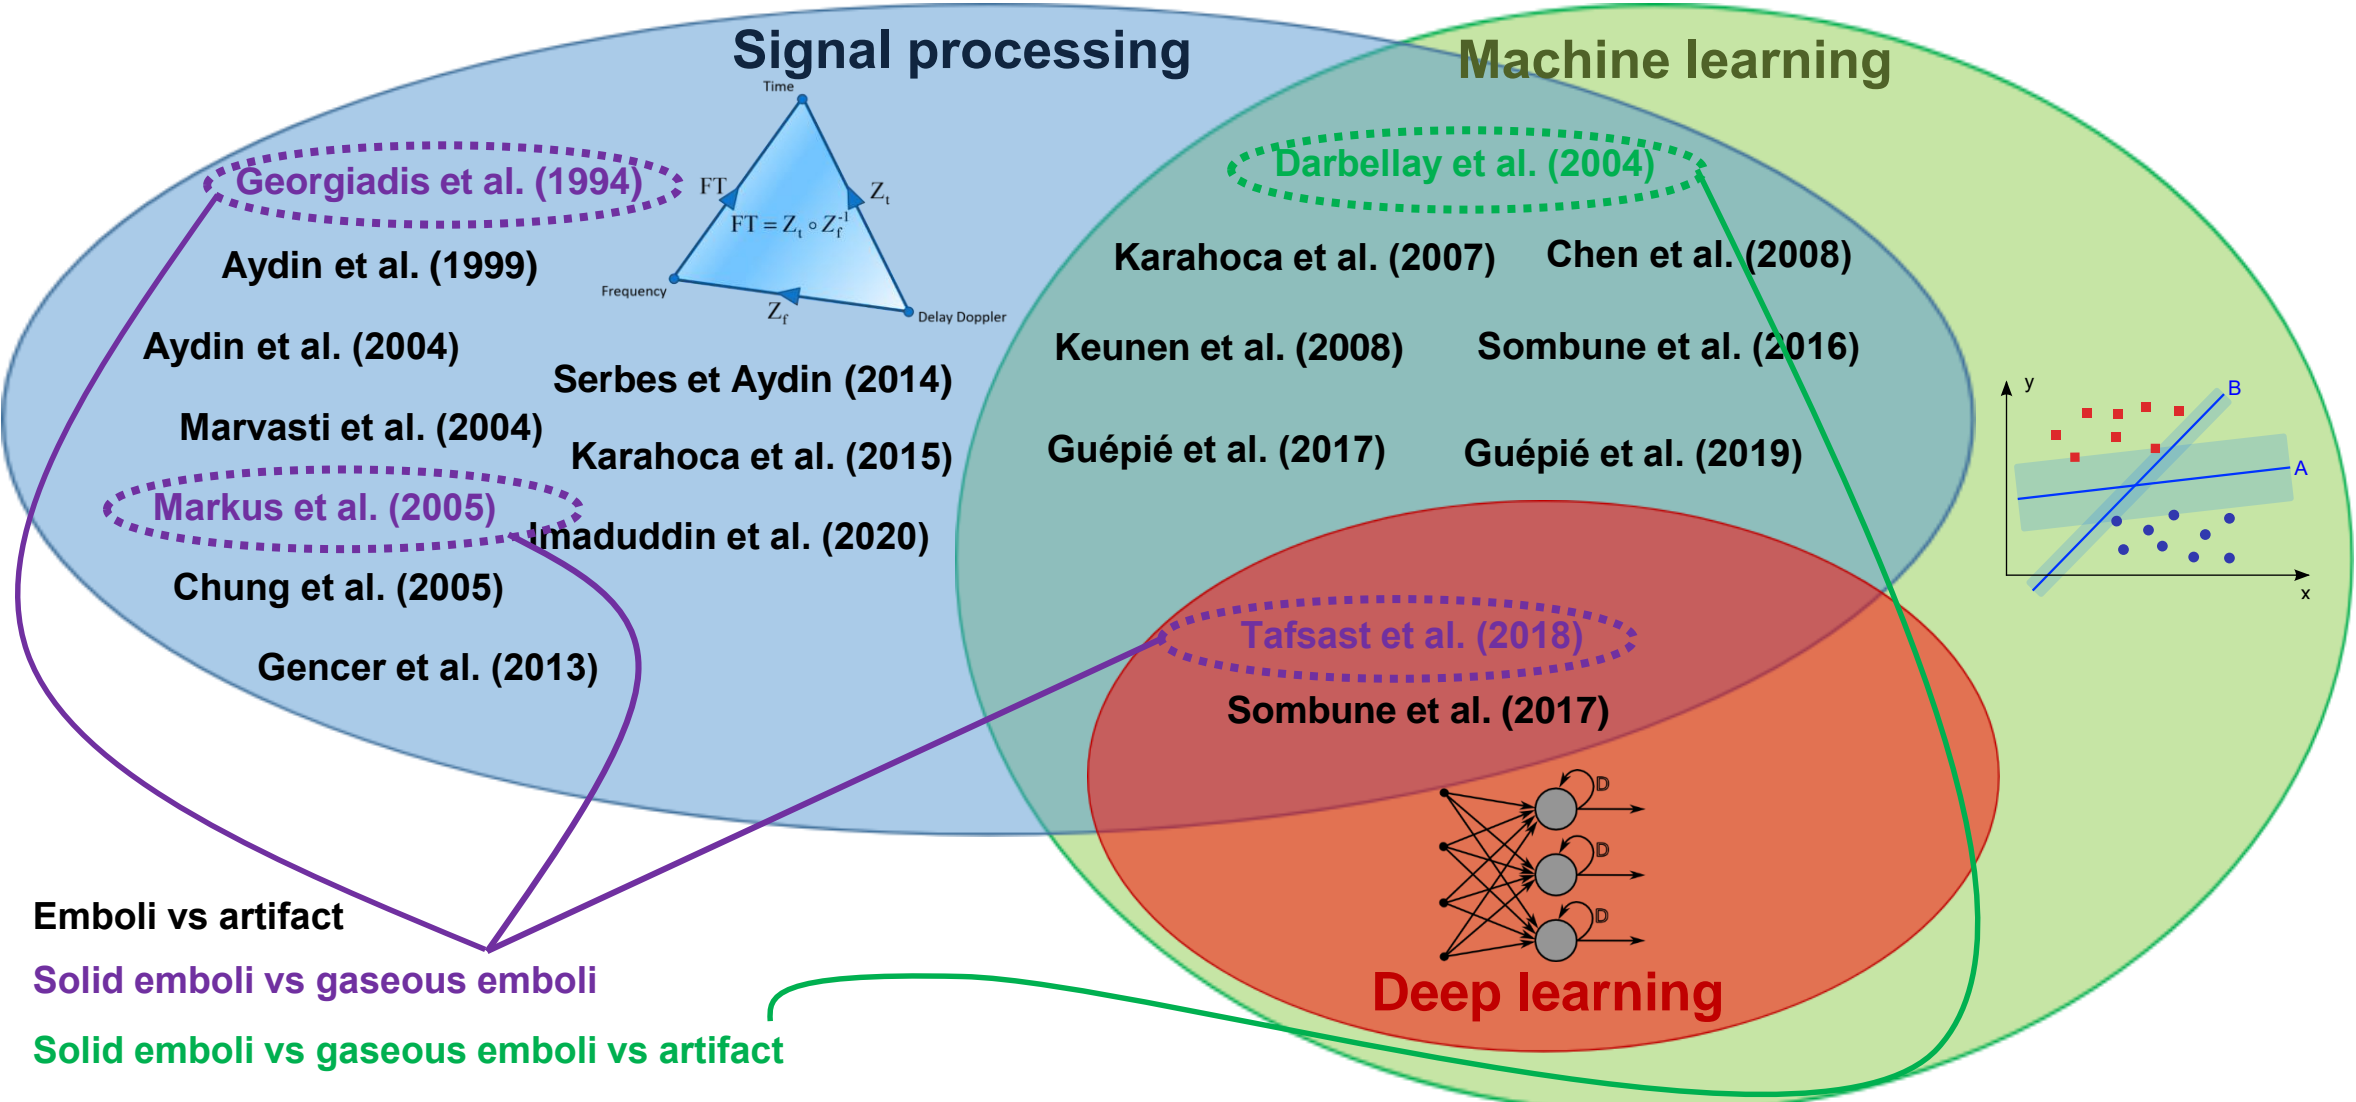 Signal processing
Machine learning
Time
Georgiadis et al. (1994)
FT
Z_t
FT = Z_t ∘ Z_f^-1
Frequency
Z_f
Delay Doppler
Darbellay et al. (2004)
Aydin et al. (1999)
Karahoca et al. (2007)
Chen et al. (2008)
Aydin et al. (2004)
Serbes et Aydin (2014)
Keunen et al. (2008)
Sombune et al. (2016)
Marvasti et al. (2004)
Karahoca et al. (2015)
Guépié et al. (2017)
Guépié et al. (2019)
y
B
A
x
Markus et al. (2005)
Imaduddin et al. (2020)
Chung et al. (2005)
Gencer et al. (2013)
Tafsast et al. (2018)
Sombune et al. (2017)
D
D
D
Deep learning
Emboli vs artifact
Solid emboli vs gaseous emboli
Solid emboli vs gaseous emboli vs artifact